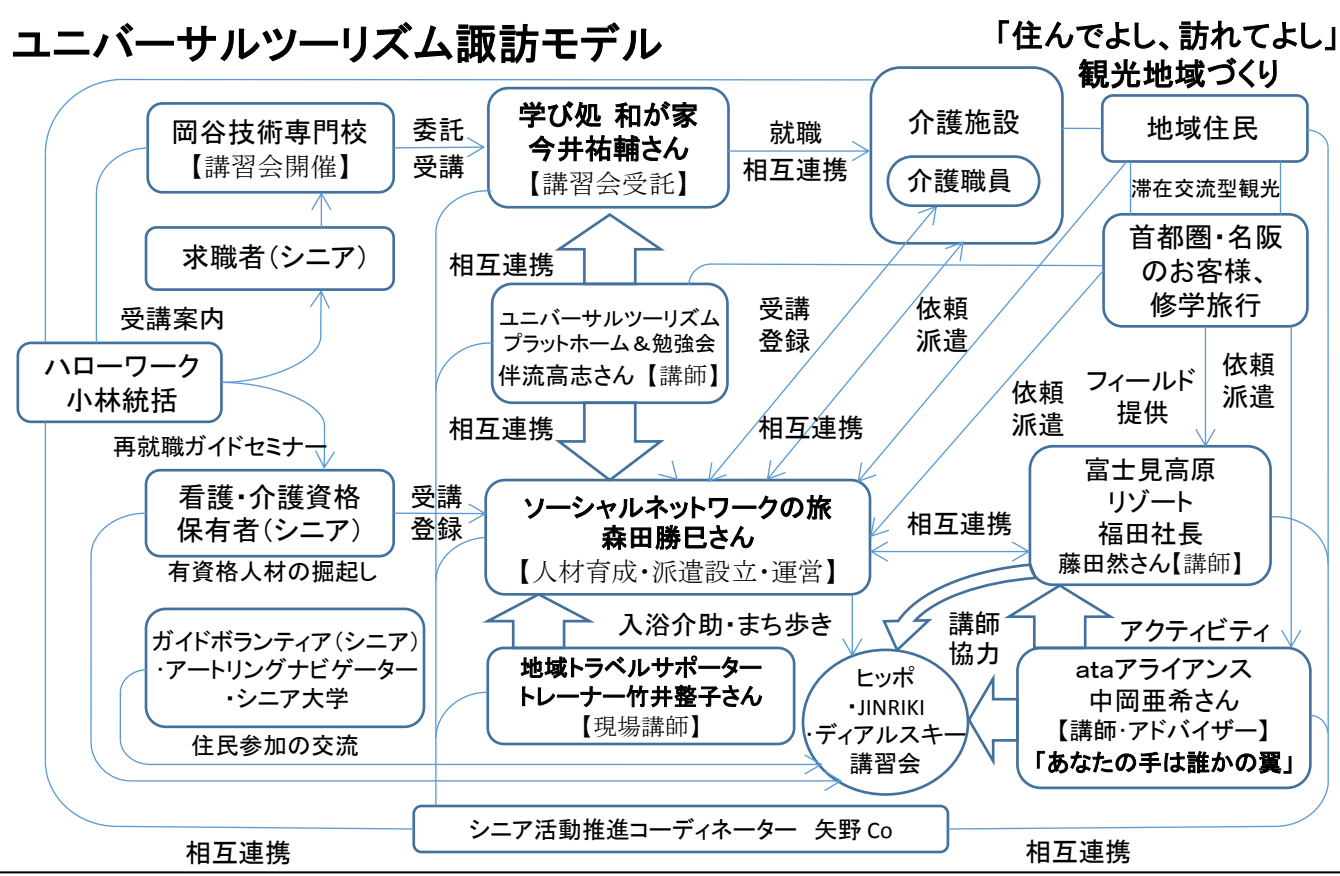 ユニバーサルツーリズム諏訪モデル
「住んでよし、訪れてよし」
観光地域づくり
岡谷技術専門校
【講習会開催】
委託
受講
学び処 和が家
今井祐輔さん
【講習会受託】
就職
相互連携
介護施設
介護職員
地域住民
滞在交流型観光
求職者（シニア）
相互連携
首都圏・名阪
のお客様、
修学旅行
受講案内
ユニバーサルツーリズム
プラットホーム＆勉強会
伴流高志さん【講師】
受講
登録
依頼
派遣
ハローワーク
小林統括
依頼
派遣
フィールド
提供
依頼
派遣
再就職ガイドセミナー
相互連携
相互連携
看護・介護資格
保有者（シニア）
受講
登録
ソーシャルネットワークの旅
森田勝巳さん
【人材育成・派遣設立・運営】
相互連携
富士見高原
リゾート
福田社長
藤田然さん【講師】
有資格人材の掘起し
ガイドボランティア（シニア）
・アートリングナビゲーター
・シニア大学
入浴介助・まち歩き
講師
協力
アクティビティ
地域トラベルサポーター
トレーナー竹井整子さん
【現場講師】
ヒッポ
・JINRIKI
・ディアルスキー
講習会
ataアライアンス
中岡亜希さん
【講師・アドバイザー】
「あなたの手は誰かの翼」
住民参加の交流
シニア活動推進コーディネーター　矢野 Co
相互連携
相互連携